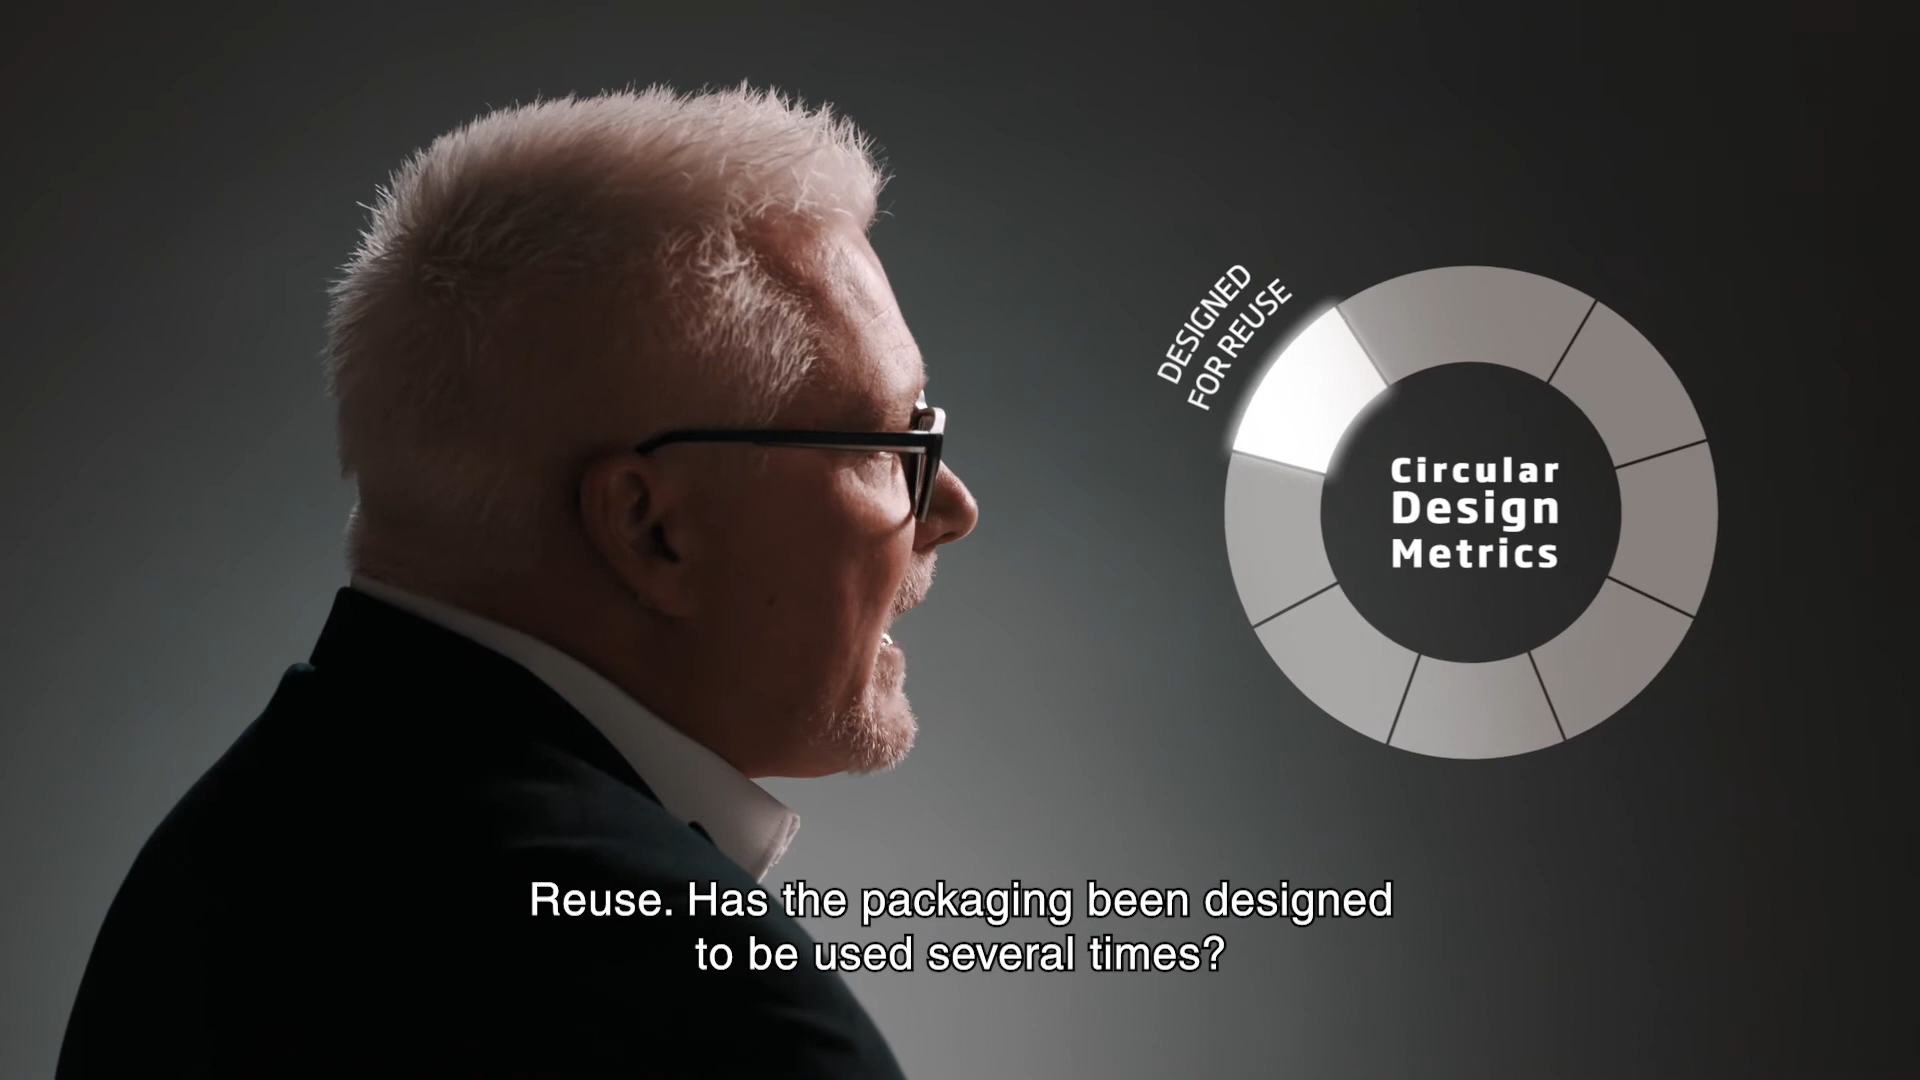 DESIGNED
FOR REUSE
Circular
Design
Metrics
Reuse. Has the packaging been designed
to be used several times?